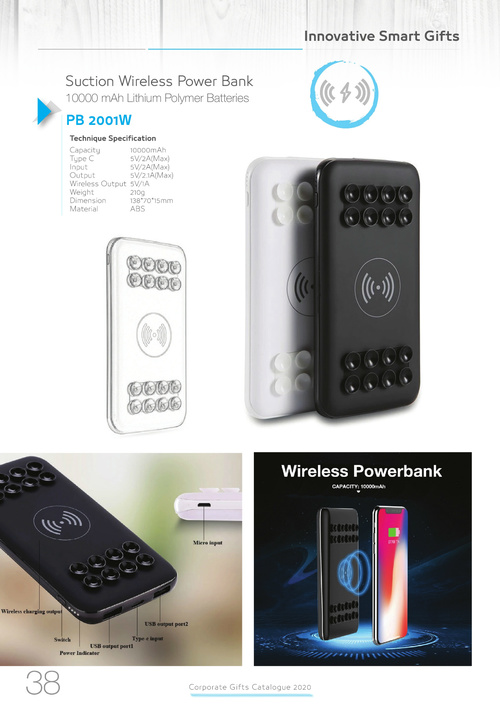 Innovative Smart Gifts
Suction Wireless Power Bank
10000 mAh Lithium Polymer Batteries
PB 2001W
Technique Specification
Capacity 10000mAh
Type C 5V/2A(Max)
Input 5V/2A(Max)
Output 5V/2.1A(Max)
Wireless Output 5V/1A
Weight 210g
Dimension 138*70*15mm
Material ABS
Micro input
Wireless charging output
USB output port2
Switch
Type c input
USB output port1
Power Indicator
Wireless Powerbank
CAPACITY: 10000mAh
38
Corporate Gifts Catalogue 2020